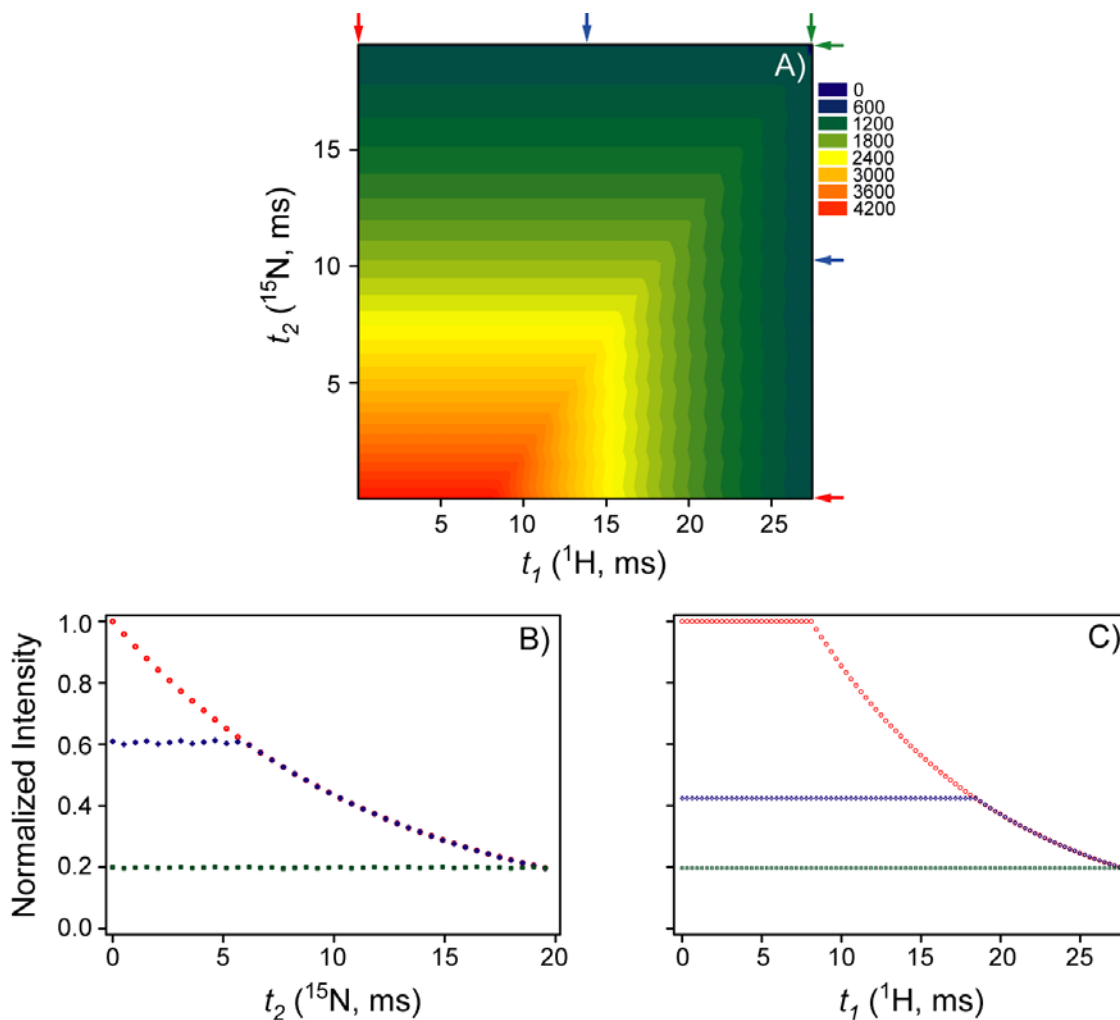 A)
0
600
1200
1800
2400
3000
3600
4200
15
10
5
t2 (15N, ms)
5 10 15 20 25
t1 (1H, ms)
B)
1.0
0.8
0.6
0.4
0.2
0.0
Normalized Intensity
0 5 10 15 20
t2 (15N, ms)
C)
0 5 10 15 20 25
t1 (1H, ms)